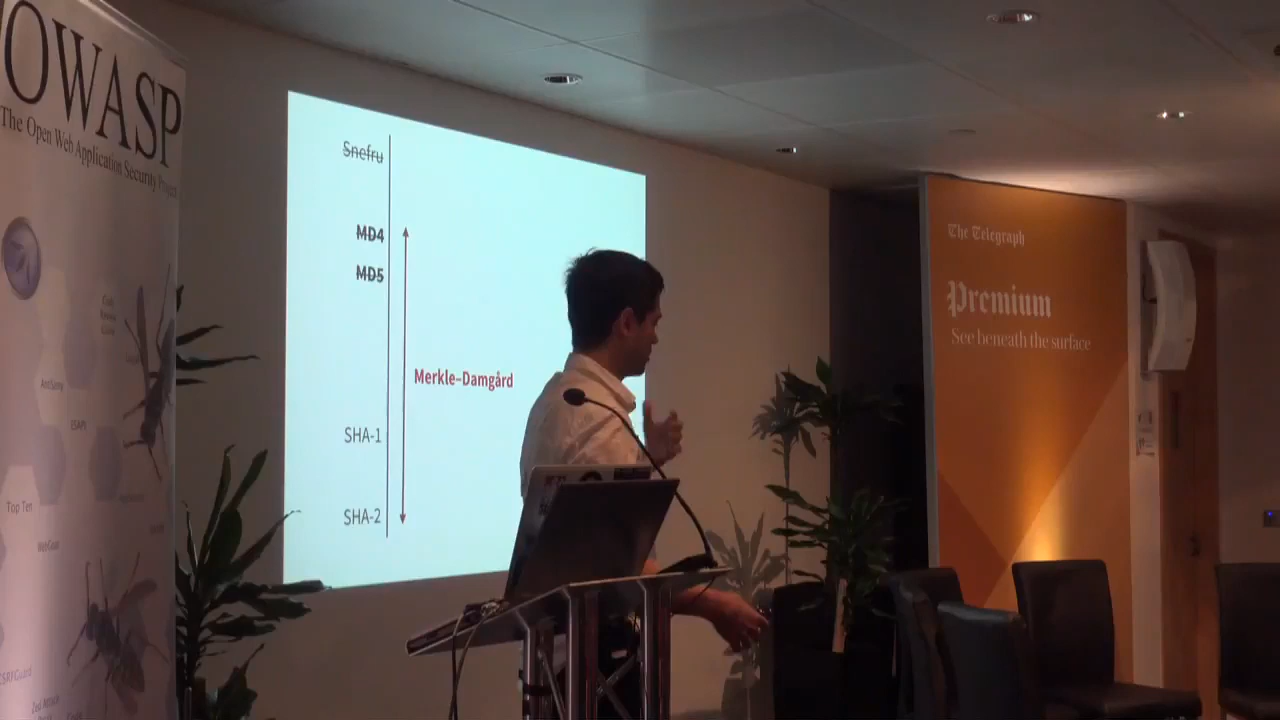 OWASP
The Open Web Application Security Project
Snefru
MD4
MD5
Merkle–Damgård
SHA-1
SHA-2
The Telegraph
Premium
See beneath the surface
Top Ten